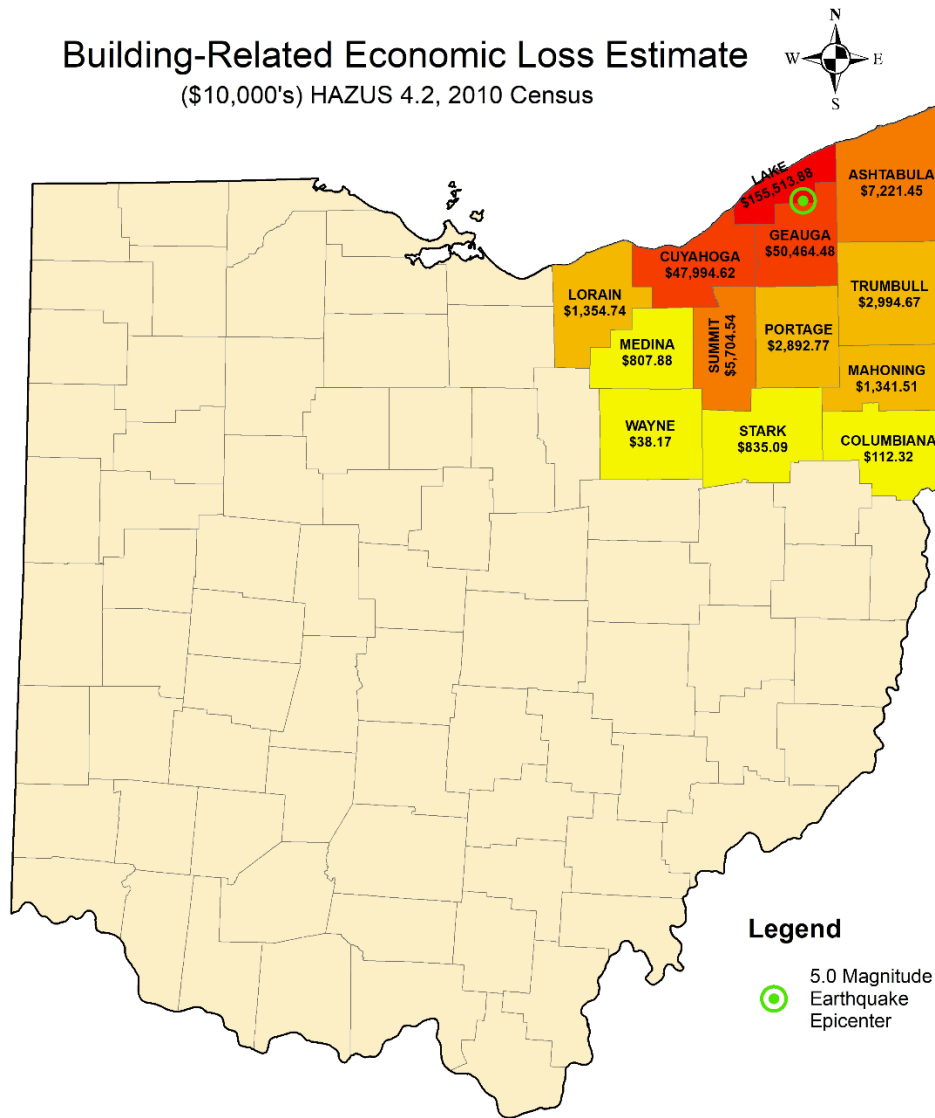 Building-Related Economic Loss Estimate
($10,000's) HAZUS 4.2, 2010 Census
N
W
E
S
LAKE
$155,513.88
ASHTABULA
$7,221.45
GEAUGA
$50,464.48
CUYAHOGA
$47,994.62
LORAIN
$1,354.74
TRUMBULL
$2,994.67
MEDINA
$807.88
SUMMIT
$5,704.54
PORTAGE
$2,892.77
MAHONING
$1,341.51
WAYNE
$38.17
STARK
$835.09
COLUMBIANA
$112.32
Legend
5.0 Magnitude
Earthquake
Epicenter